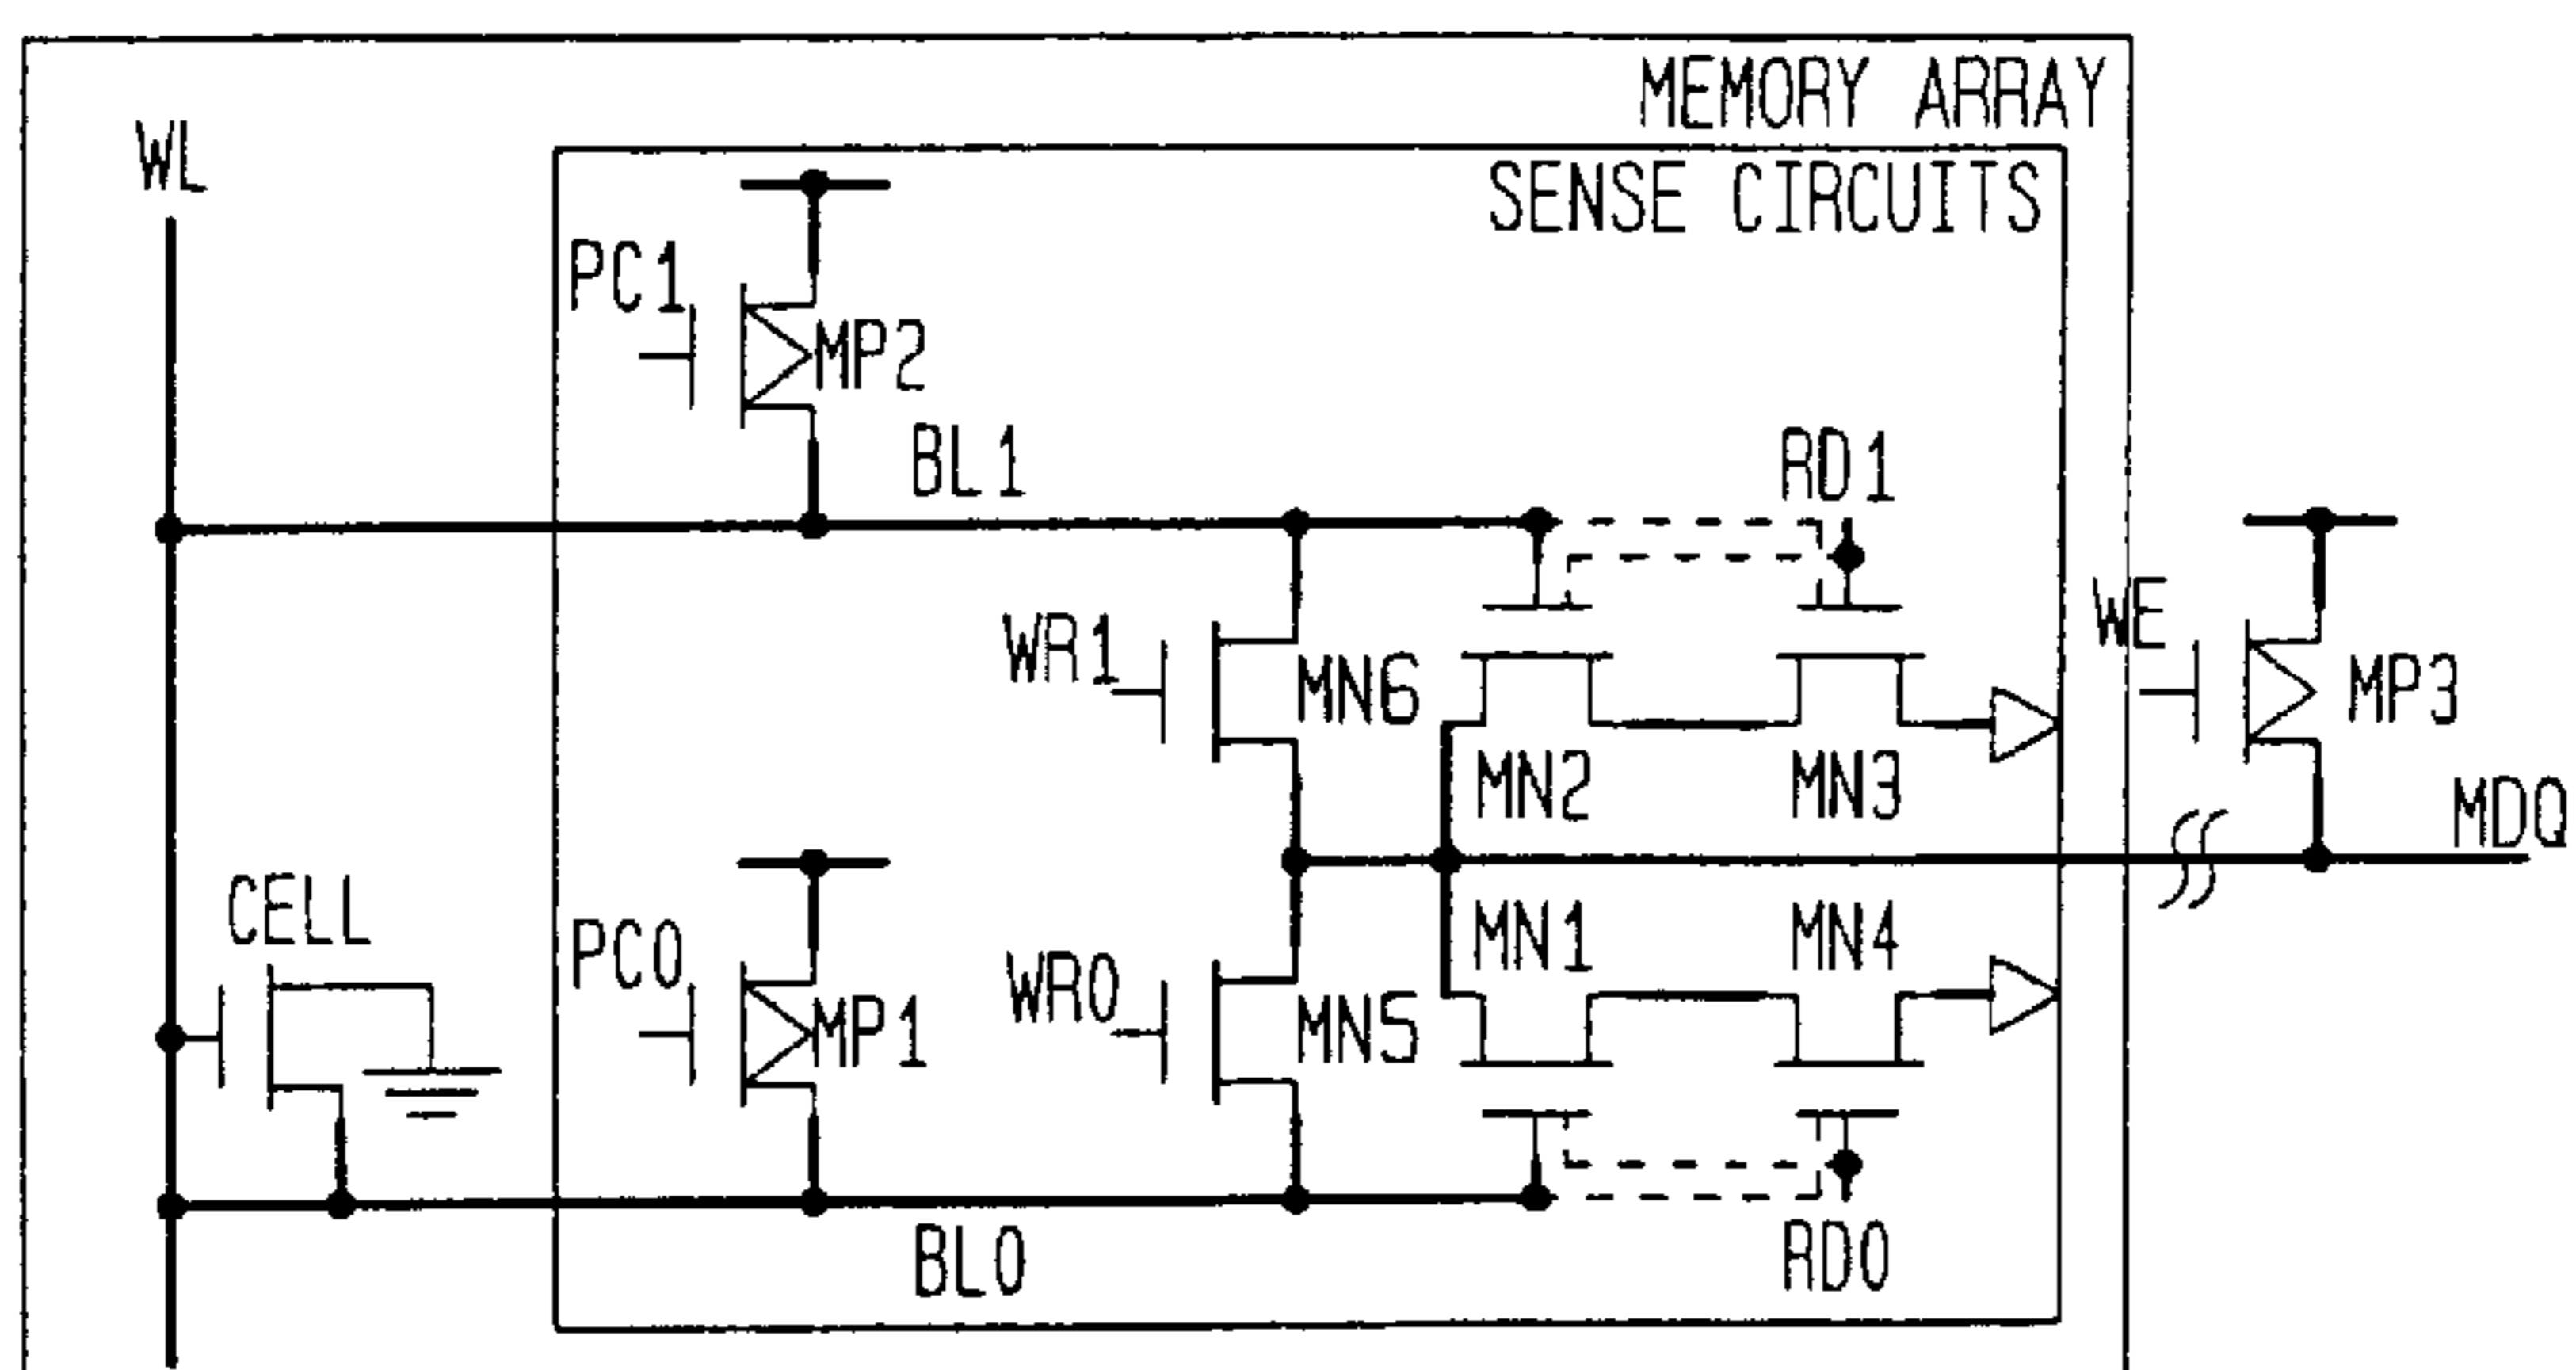 MEMORY ARRAY
WL
SENSE CIRCUITS
PC1
MP2
BL1
RD1
WR1
MN6
WE
MP3
MN2
MN3
MDQ
CELL
PC0
MP1
WR0
MN5
MN1
MN4
BL0
RD0